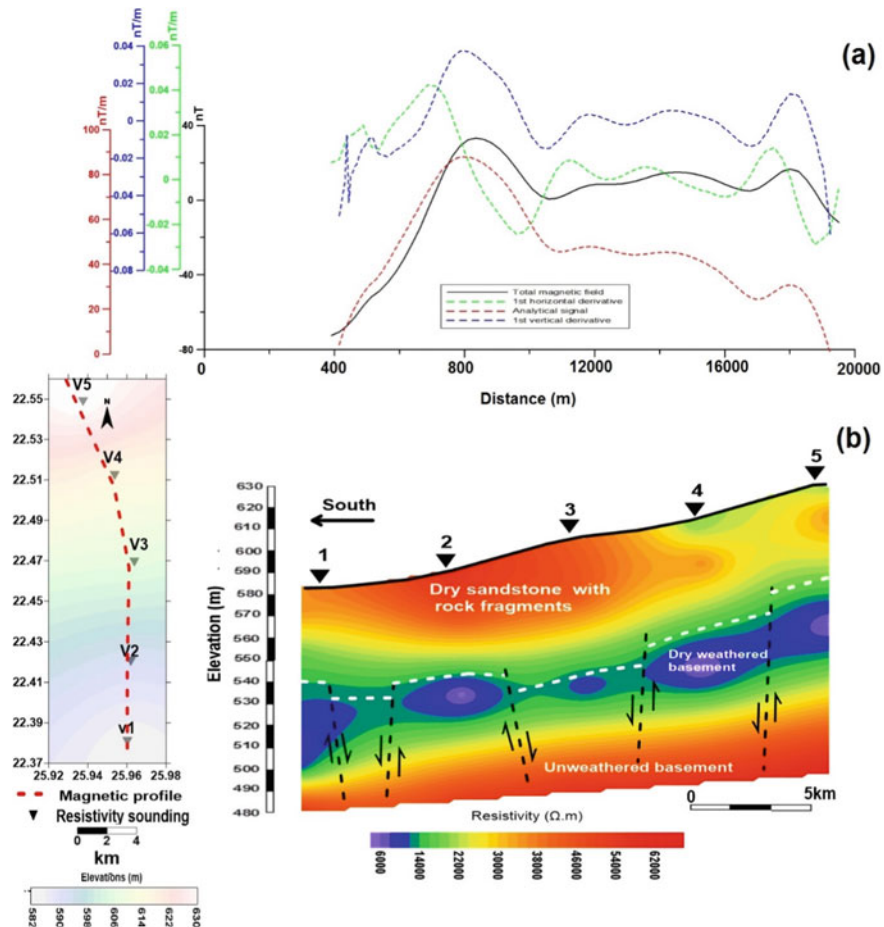 (a)
nT/m
nT/m
nT/m
nT
0.04
0.02
0.00
-0.02
-0.04
-0.06
-0.08
0.06
0.04
0.02
0.00
-0.02
-0.04
100
80
60
40
20
0
40
0
-40
-80
Total magnetic field
1st horizontal derivative
Analytical signal
1st vertical derivative
0
400
800
12000
16000
20000
Distance (m)
V5
N
V4
V3
V2
v1
22.55
22.53
22.51
22.49
22.47
22.45
22.43
22.41
22.39
22.37
25.92
25.94
25.96
25.98
Magnetic profile
Resistivity sounding
0 2 4
km
Elevations (m)
582
590
598
606
614
622
630
(b)
South
1
2
3
4
5
Elevation (m)
630
620
610
600
590
580
570
560
550
540
530
520
510
500
490
480
Dry sandstone with
rock fragments
Dry weathered
basement
Unweathered basement
0 5km
Resistivity (Ω.m)
6000
14000
22000
30000
38000
46000
54000
62000